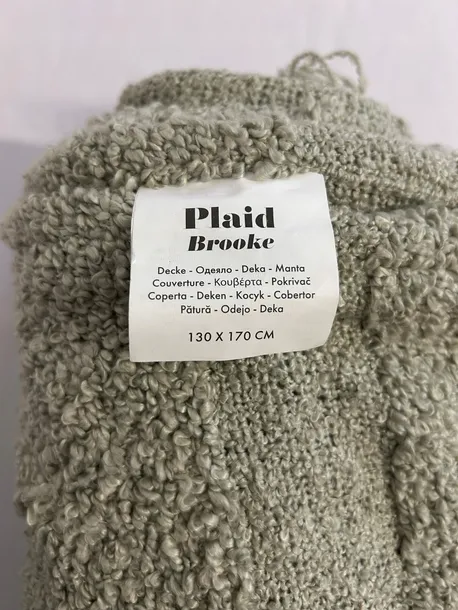 Plaid
Brooke
Decke - Одеяло - Deka - Manta
Couverture - Κουβέρτα - Pokrivač
Coperta - Deken - Kocyk - Cobertor
Pătură - Odejo - Deka
130 X 170 CM